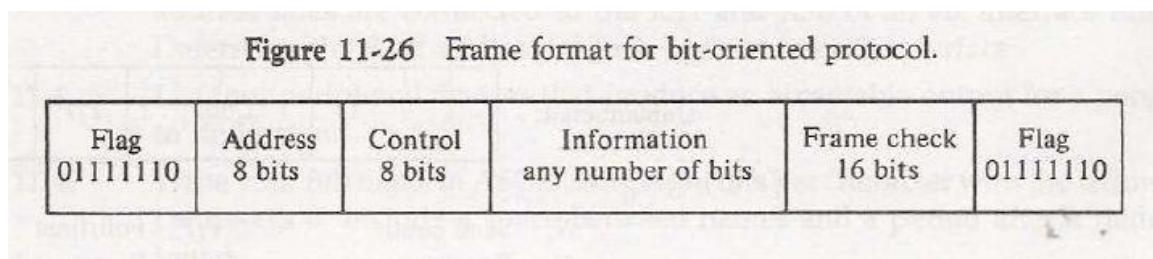 Figure 11-26 Frame format for bit-oriented protocol.
Flag Address Control Information Frame check Flag
01111110 8 bits 8 bits any number of bits 16 bits 01111110